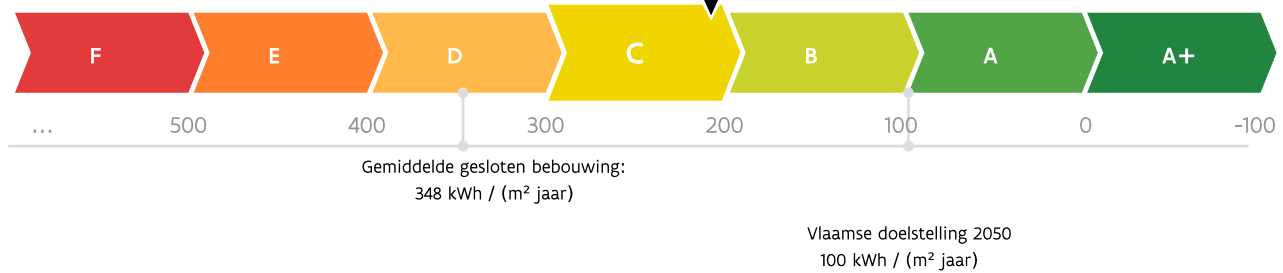 F E D C B A A+
... 500 400 300 200 100 0 -100
Gemiddelde gesloten bebouwing:
348 kWh / (m² jaar)
Vlaamse doelstelling 2050
100 kWh / (m² jaar)